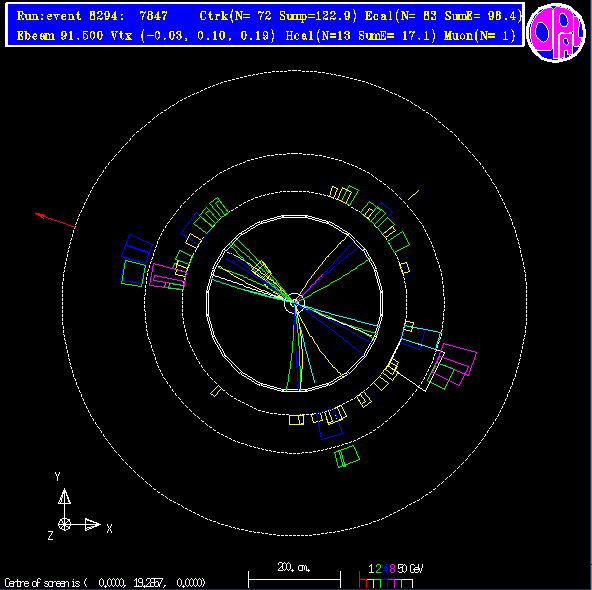 Run:event 8294: 7847 Ctrk(N= 72 Sump=122.9) Ecal(N= 83 SumE= 98.4)
Ebeam 91.500 Vtx (-0.03, 0.10, 0.19) Hcal(N=13 SumE= 17.1) Muon(N= 1)
OPAL
Y
X
Z
200. cm.
1 2 4 8 50 GeV
Centre of screen is ( 0.0000, 19.2857, 0.0000)